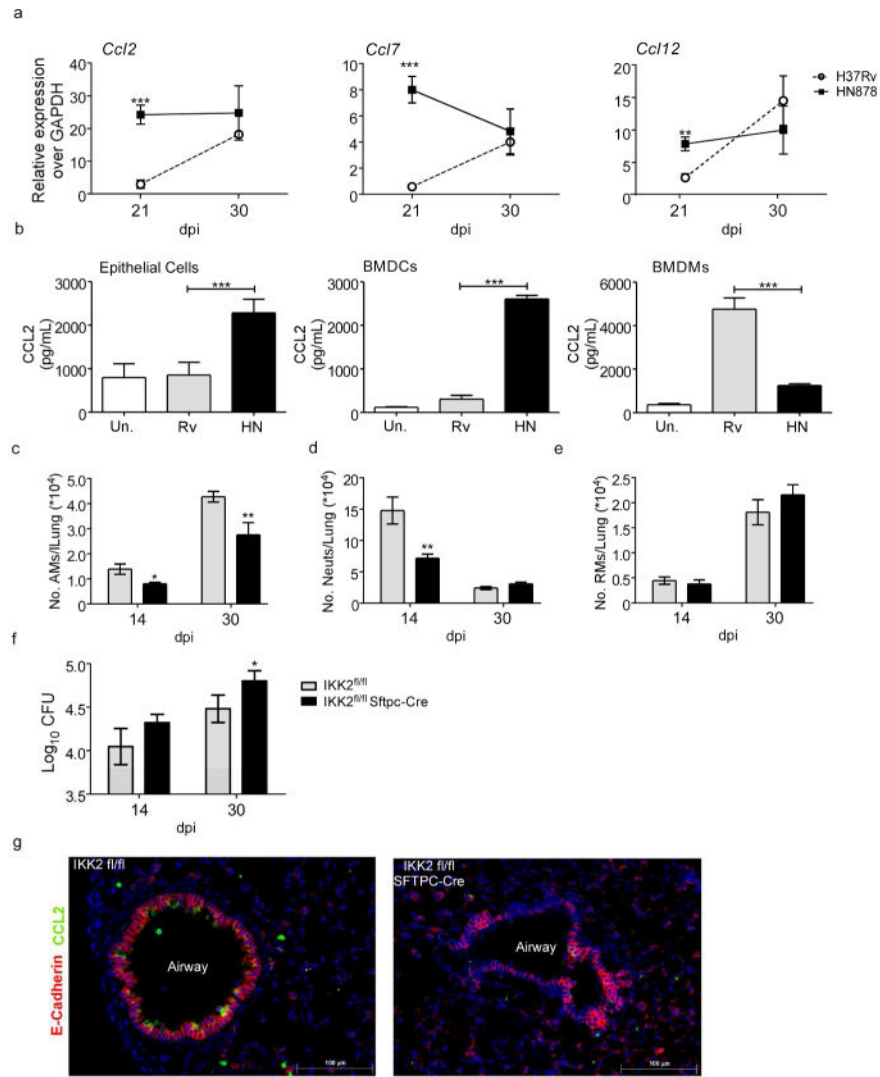 a
Ccl2 Ccl7 Ccl12
Relative expression
over GAPDH
40
30
20
10
0
21 30
dpi
8
6
4
2
0
21 30
dpi
20
15
10
5
0
21 30
dpi
*** *** **
H37Rv
HN878
b
Epithelial Cells
CCL2
(pg/mL)
3000
2000
1000
0
Un. Rv HN
***
BMDCs
CCL2
(pg/mL)
3000
2000
1000
0
Un. Rv HN
***
BMDMs
CCL2
(pg/mL)
6000
4000
2000
0
Un. Rv HN
***
c
No. AMs/lLung (*10⁴)
5.0
4.0
3.0
2.0
1.0
0
14 30
dpi
* **
d
No. Neuts/Lung (*10⁴)
20
15
10
5
0
14 30
dpi
**
e
No. RMs/Lung (*10⁴)
2.5
2.0
1.5
1.0
0.5
0
14 30
dpi
f
Log₁₀ CFU
5.0
4.5
4.0
3.5
14 30
dpi
*
IKK2fl/fl
IKK2fl/fl Sftpc-Cre
g
E-Cadherin CCL2
IKK2 fl/fl
Airway
100 μm
IKK2 fl/fl
SFTPC-Cre
Airway
100 μm